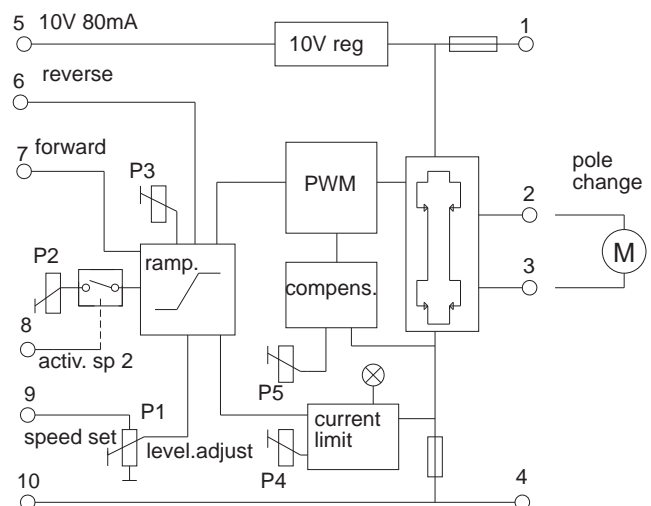 5 10V 80mA
10V reg
1
6
reverse
7 forward
P3
PWM
pole
change
2
M
3
P2
ramp.
compens.
8
activ. sp 2
P5
9
P1
speed set
level.adjust
current
limit
P4
10
4